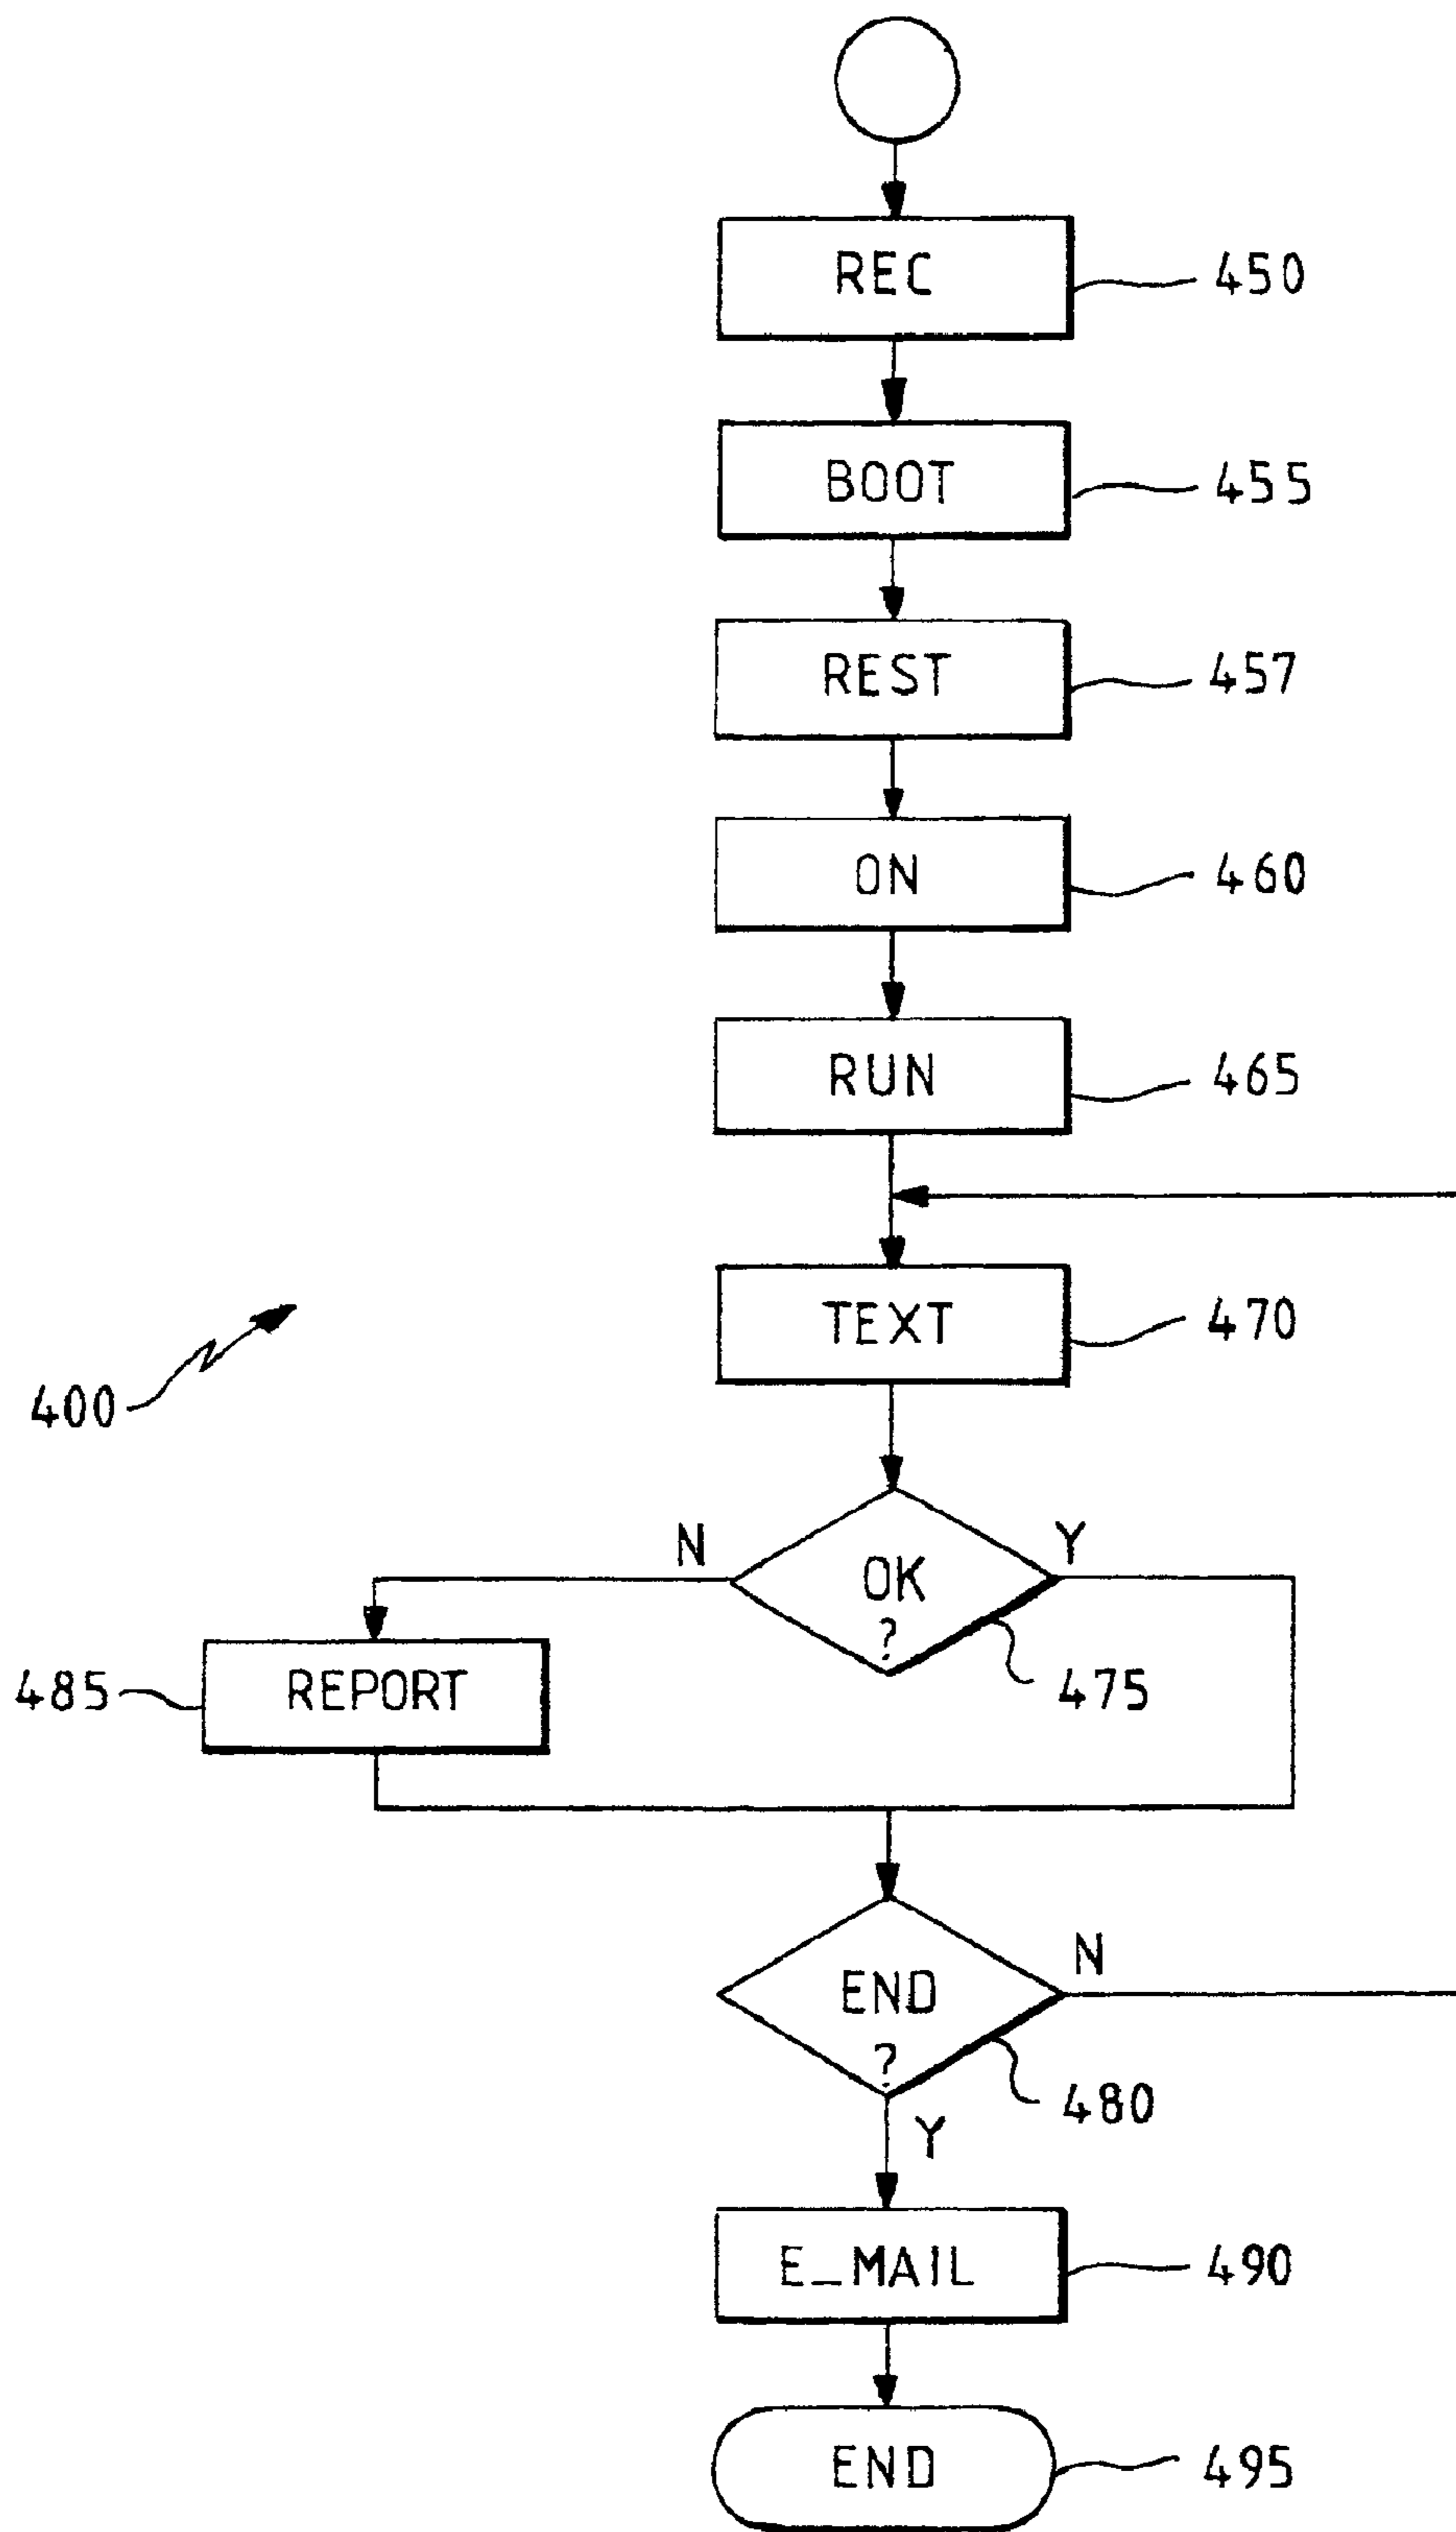 REC
450
BOOT
455
REST
457
ON
460
RUN
465
TEXT
470
400
N
Y
OK
?
475
485
REPORT
N
END
?
480
Y
E_MAIL
490
END
495